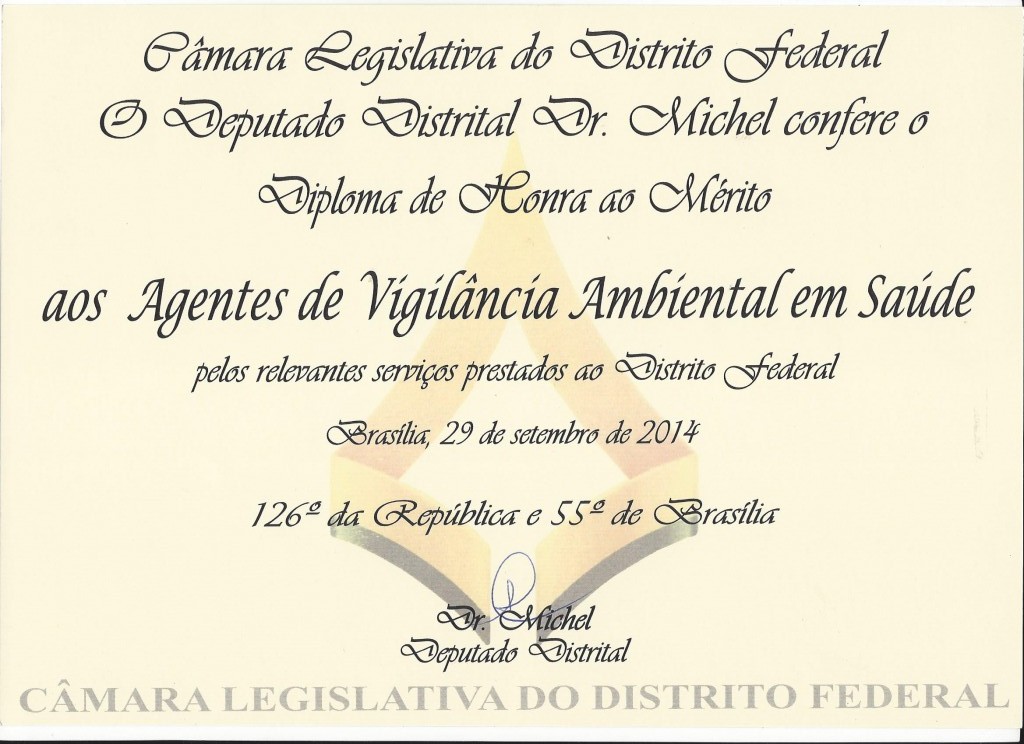 Câmara Legislativa do Distrito Federal
O Deputado Distrital Dr. Michel confere o
Diploma de Honra ao Mérito
aos Agentes de Vigilância Ambiental em Saúde
pelos relevantes serviços prestados ao Distrito Federal
Brasília, 29 de setembro de 2014
126º da República e 55º de Brasília
Dr. Michel
Deputado Distrital
CÂMARA LEGISLATIVA DO DISTRITO FEDERAL